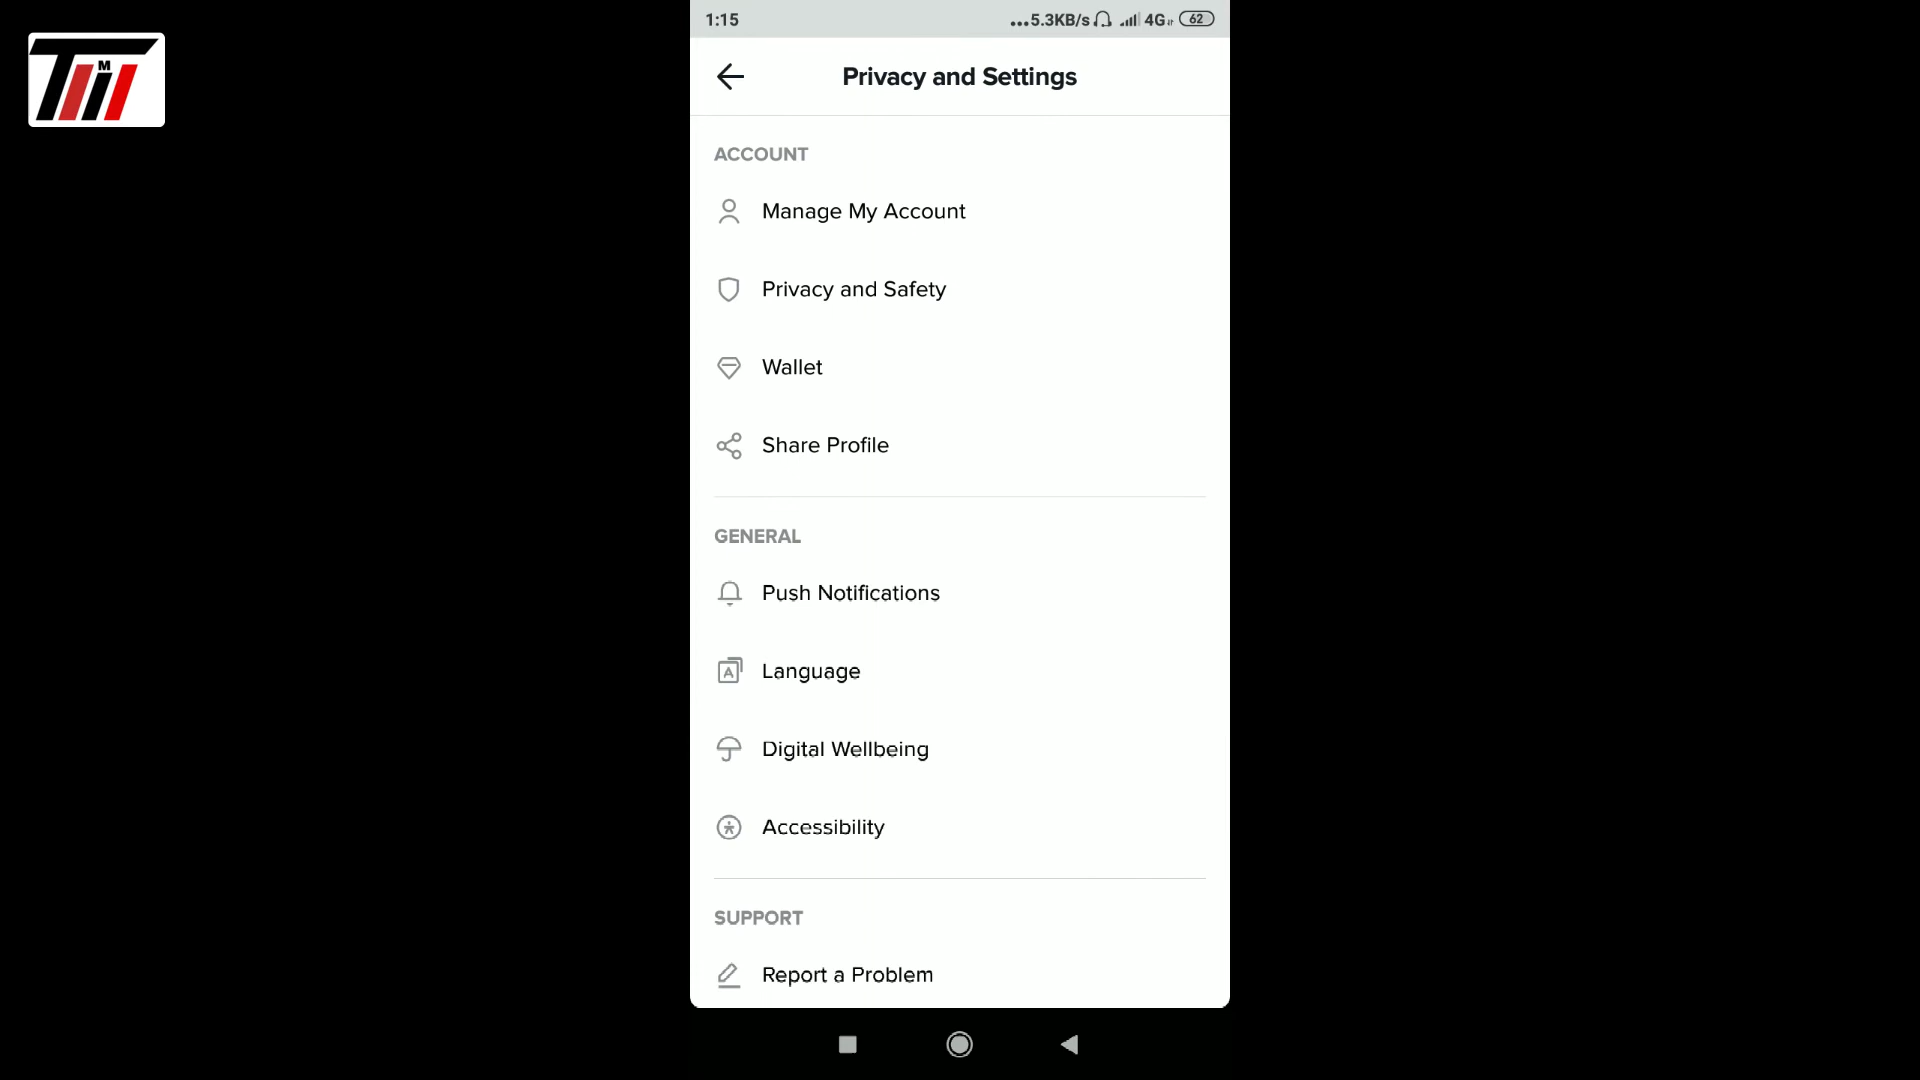 1:15 ...5.3KB/s 4G 62
TMT
Privacy and Settings
ACCOUNT
Manage My Account
Privacy and Safety
Wallet
Share Profile
GENERAL
Push Notifications
A Language
Digital Wellbeing
Accessibility
SUPPORT
Report a Problem